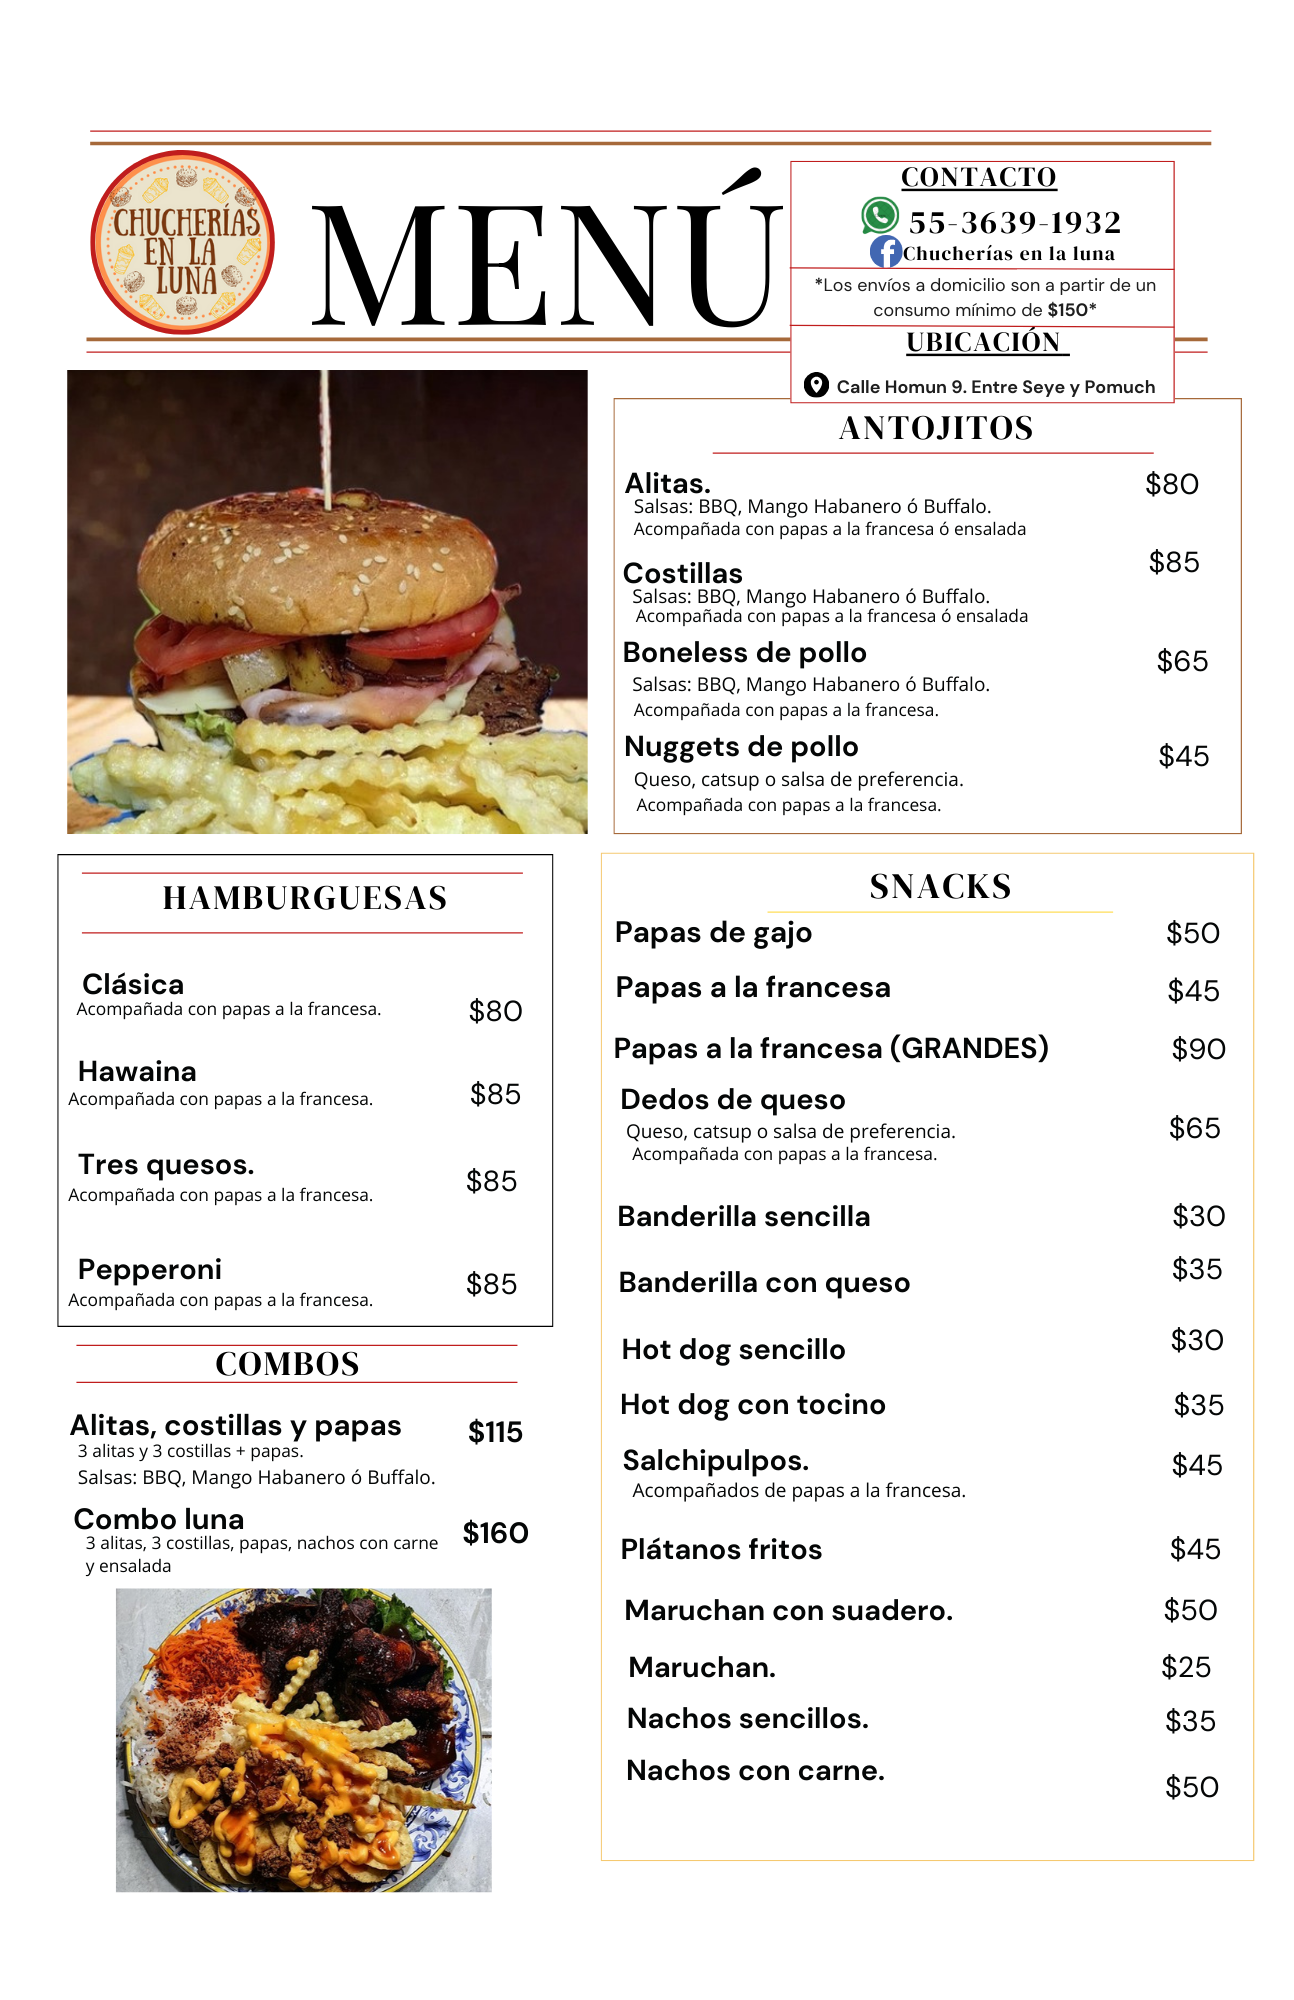 CHUCHERÍAS
EN LA
LUNA
MENÚ
CONTACTO
55-3639-1932
Chucherías en la luna
*Los envíos a domicilio son a partir de un
consumo mínimo de $150*
UBICACIÓN
Calle Homun 9. Entre Seye y Pomuch
ANTOJITOS
Alitas. $80
Salsas: BBQ, Mango Habanero ó Buffalo.
Acompañada con papas a la francesa ó ensalada
Costillas $85
Salsas: BBQ, Mango Habanero ó Buffalo.
Acompañada con papas a la francesa ó ensalada
Boneless de pollo $65
Salsas: BBQ, Mango Habanero ó Buffalo.
Acompañada con papas a la francesa.
Nuggets de pollo $45
Queso, catsup o salsa de preferencia.
Acompañada con papas a la francesa.
HAMBURGUESAS
Clásica
Acompañada con papas a la francesa. $80
Hawaina
Acompañada con papas a la francesa. $85
Tres quesos.
Acompañada con papas a la francesa. $85
Pepperoni
Acompañada con papas a la francesa. $85
COMBOS
Alitas, costillas y papas $115
3 alitas y 3 costillas + papas.
Salsas: BBQ, Mango Habanero ó Buffalo.
Combo luna $160
3 alitas, 3 costillas, papas, nachos con carne
y ensalada
SNACKS
Papas de gajo $50
Papas a la francesa $45
Papas a la francesa (GRANDES) $90
Dedos de queso $65
Queso, catsup o salsa de preferencia.
Acompañada con papas a la francesa.
Banderilla sencilla $30
Banderilla con queso $35
Hot dog sencillo $30
Hot dog con tocino $35
Salchipulpos. $45
Acompañados de papas a la francesa.
Plátanos fritos $45
Maruchan con suadero. $50
Maruchan. $25
Nachos sencillos. $35
Nachos con carne. $50